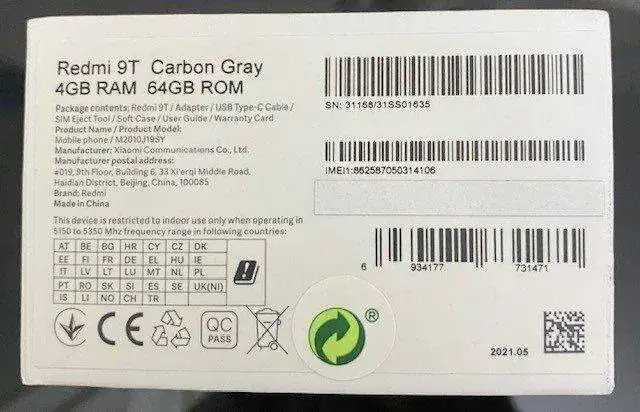 Redmi 9T Carbon Gray
4GB RAM 64GB ROM
Package contents: Redmi 9T / Adapter / USB Type-C Cable /
SIM Eject Tool / Soft Case / User Guide / Warranty Card
Product Name / Product Model:
Mobile phone / M2010J19SY
Manufacturer: Xiaomi Communications Co., Ltd.
Manufacturer postal address:
#019, 9th Floor, Building 6, 33 Xi'erqi Middle Road,
Haidian District, Beijing, China, 100085
Brand: Redmi
Made in China
This device is restricted to indoor use only when operating in
5150 to 5350 Mhz frequency range in following countries:
AT BE BG HR CY CZ DK
EE FI FR DE EL HU IE
IT LV LT LU MT NL PL
PT RO SK SI ES SE UK(NI)
IS LI NO CH TR
CE
QC
PASS
®
SN: 31168/31SS01635
IMEI1:862587050314106
6 934177 731471
2021.05